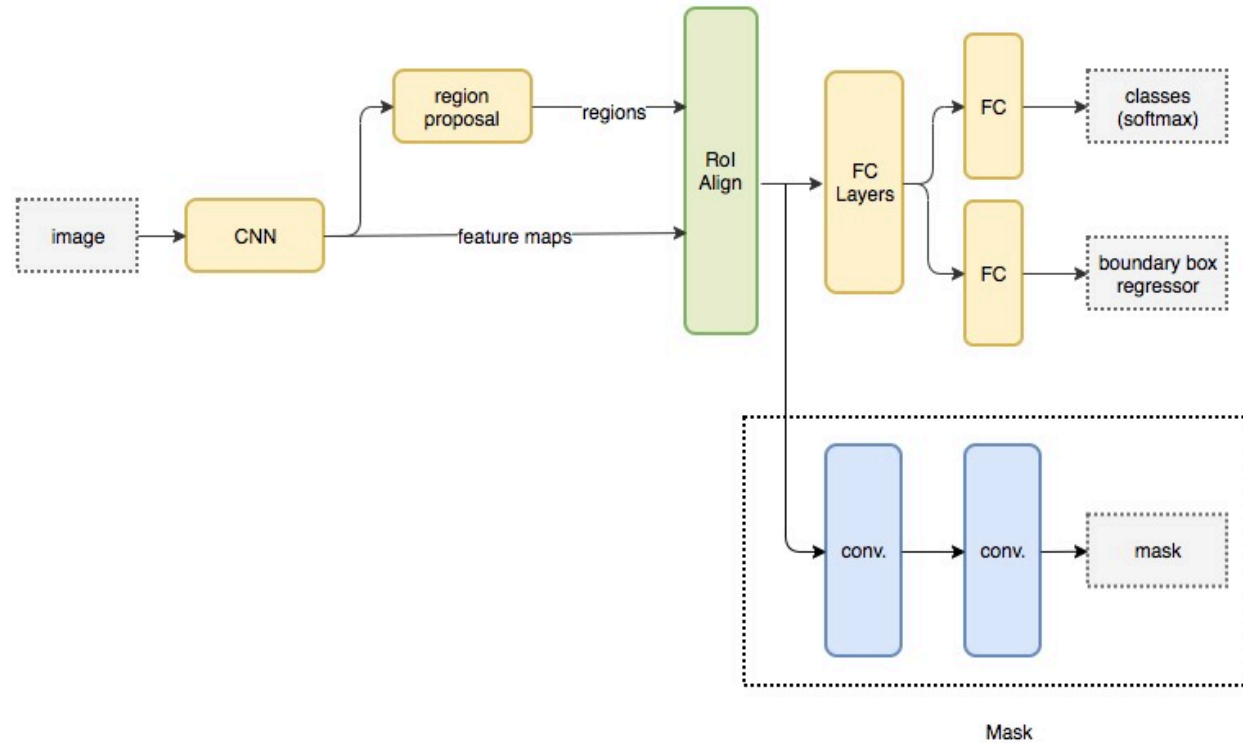 image
CNN
region
proposal
regions
feature maps
RoI
Align
FC
Layers
FC
classes
(softmax)
FC
boundary box
regressor
conv.
conv.
mask
Mask